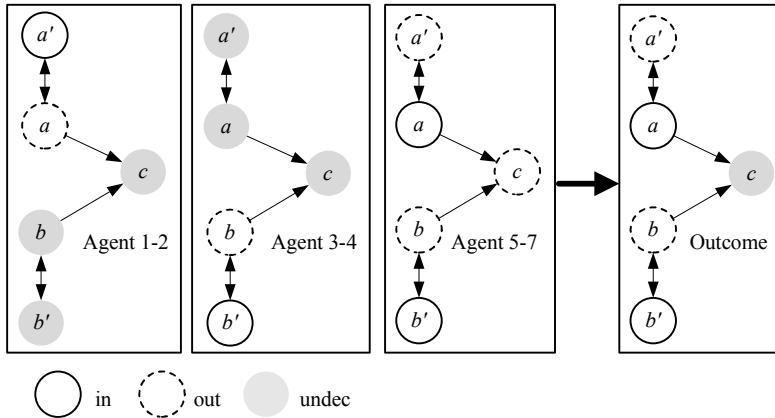 a'
a
c
b
Agent 1-2
b'
a'
a
c
b
Agent 3-4
b'
a'
a
c
b
Agent 5-7
b'
a'
a
c
b
Outcome
b'
in
out
undec